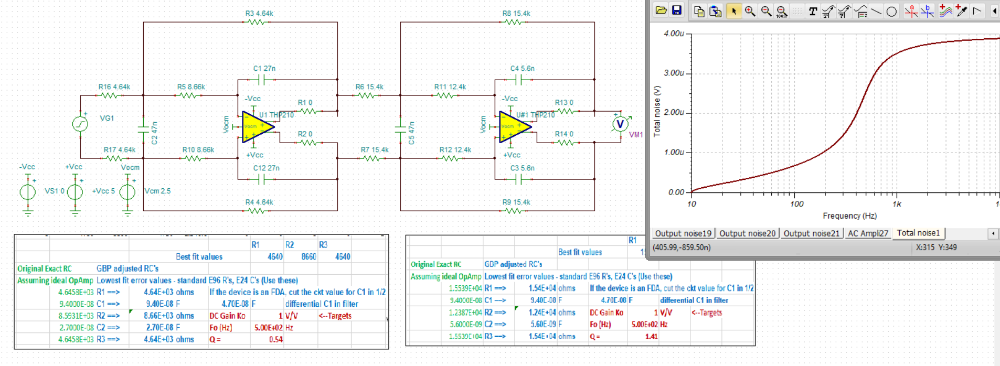 R3 4.64k
R8 15.4k
C1 27n
C4 5.6n
R16 4.64k
R5 8.66k
R6 15.4k
R11 12.4k
-Vcc
-Vcc
R1 0
R13 0
VG1
Vocm
U1 THP210
Vocm
U#1 THP210
Vocm
Vocm
V
VM1
C2 47n
C5 47n
R2 0
R14 0
R17 4.64k
R10 8.66k
+Vcc
R7 15.4k
R12 12.4k
+Vcc
-Vcc
+Vcc
Vocm
C12 27n
C3 5.6n
VS1 0
+Vcc 5
Vcm 2.5
R4 4.64k
R9 15.4k
T
100%
a
b
4.00u
3.00u
2.00u
1.00u
0.00
Total noise (V)
10
100
1k
Frequency (Hz)
Output noise19
Output noise20
Output noise21
AC Ampli27
Total noise1
(405.99,-859.50n)
X:315 Y:349
R1 R2 R3
Best fit values 4640 8660 4640
Original Exact RC GBP adjusted RC's
Assuming ideal OpAmp Lowest fit error values - standard E96 R's, E24 C's (Use these)
4.6458E+03 R1 ==> 4.64E+03 ohms If the device is an FDA, cut the ckt value for C1 in 1/2
9.4000E-08 C1 ==> 9.40E-08 F 4.70E-08 F differential C1 in filter
8.5931E+03 R2 ==> 8.66E+03 ohms DC Gain Ko 1 V/V <--Targets
2.7000E-08 C2 ==> 2.70E-08 F Fo (Hz) 5.00E+02 Hz
4.6458E+03 R3 ==> 4.64E+03 ohms Q = 0.54
R1
Best fit values
Original Exact RC GBP adjusted RC's
Assuming ideal OpAmp Lowest fit error values - standard E96 R's, E24 C's (Use these)
1.5539E+04 R1 ==> 1.54E+04 ohms If the device is an FDA, cut the ckt value for C1 in 1/2
9.4000E-08 C1 ==> 9.40E-08 F 4.70E-08 F differential C1 in filter
1.2387E+04 R2 ==> 1.24E+04 ohms DC Gain Ko 1 V/V <--Targets
5.6000E-09 C2 ==> 5.60E-09 F Fo (Hz) 5.00E+02 Hz
1.5539E+04 R3 ==> 1.54E+04 ohms Q = 1.41